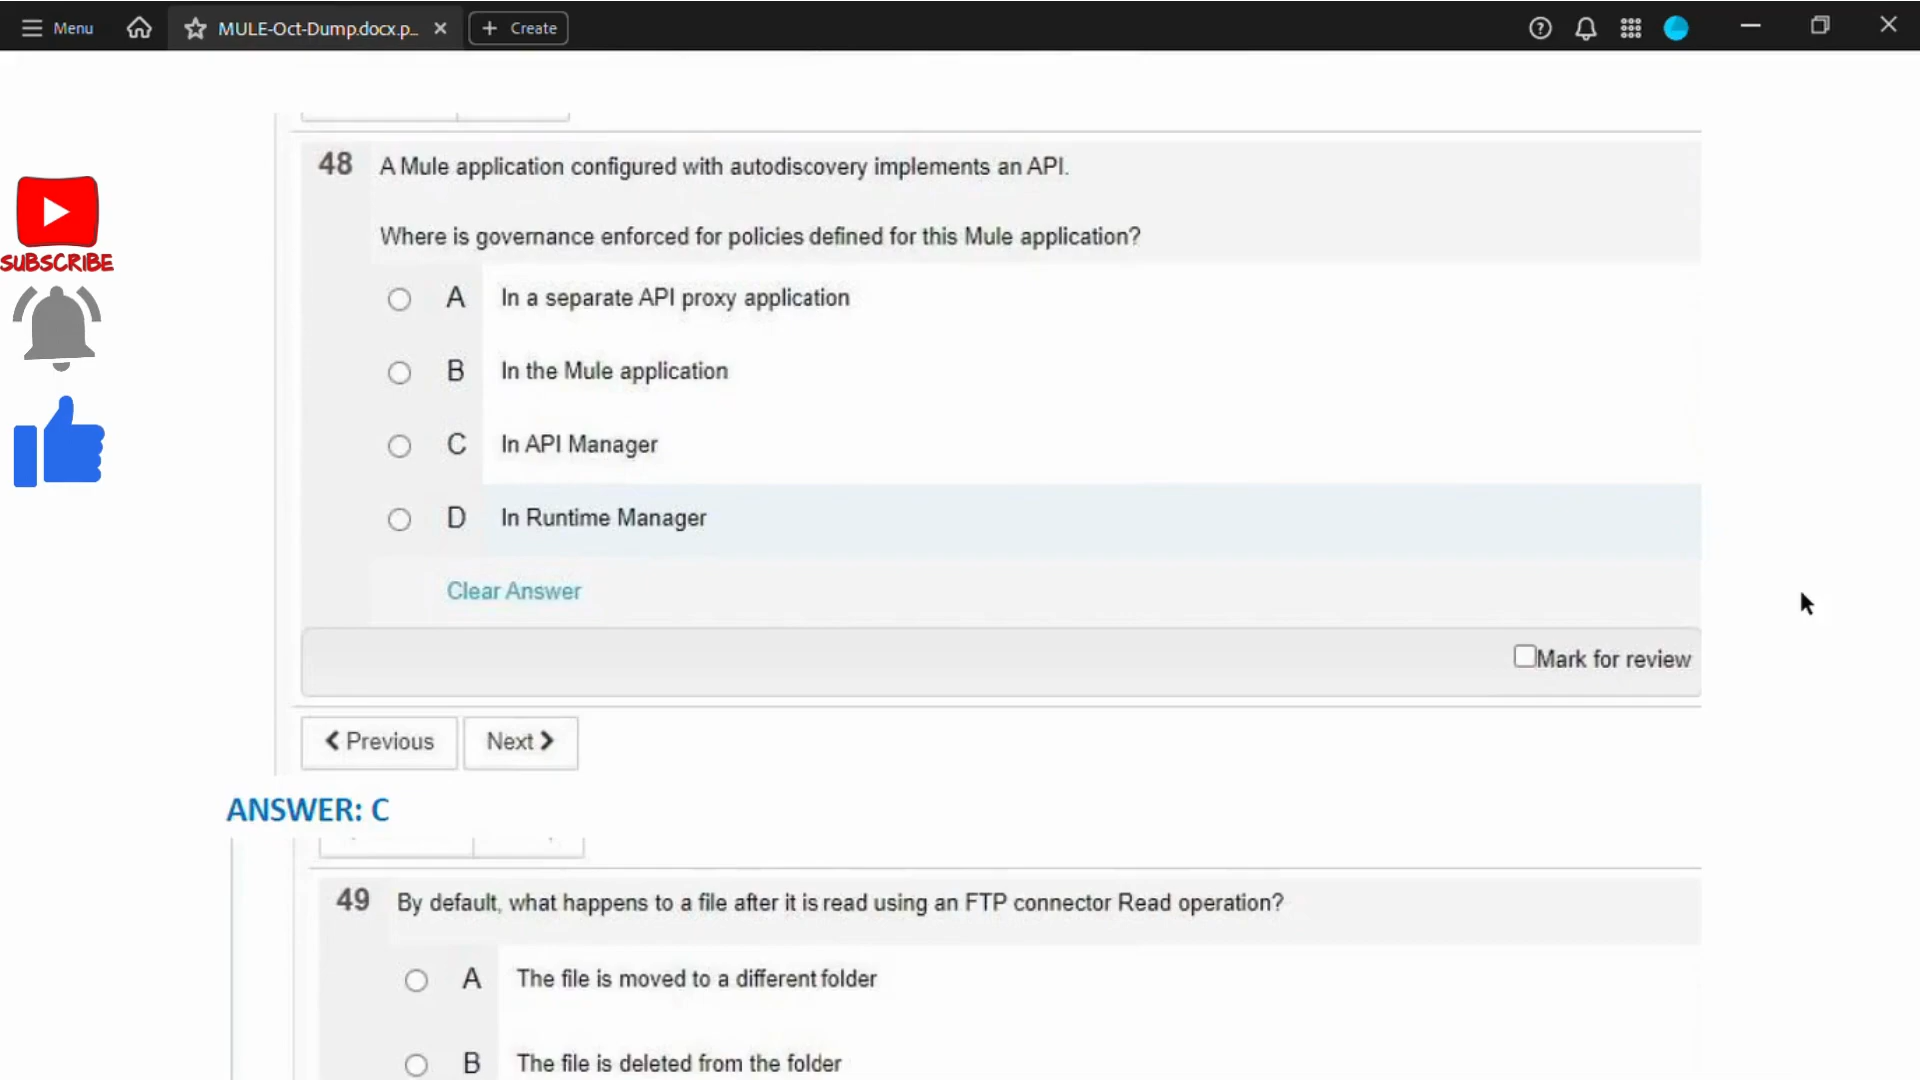 Menu
MULE-Oct-Dump.docx.p...
Create
48 A Mule application configured with autodiscovery implements an API.
Where is governance enforced for policies defined for this Mule application?
A In a separate API proxy application
B In the Mule application
C In API Manager
D In Runtime Manager
Clear Answer
Mark for review
Previous Next
ANSWER: C
49 By default, what happens to a file after it is read using an FTP connector Read operation?
A The file is moved to a different folder
B The file is deleted from the folder
SUBSCRIBE